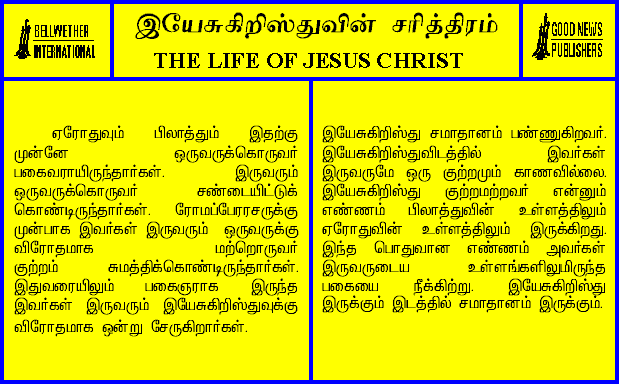 BELLWETHER
INTERNATIONAL
இயேசுகிறிஸ்துவின் சரித்திரம்
THE LIFE OF JESUS CHRIST
GOOD NEWS
PUBLISHERS
ஏரோதுவும் பிலாத்தும் இதற்கு
முன்னே ஒருவருக்கொருவர்
பகைவராயிருந்தார்கள். இருவரும்
ஒருவருக்கொருவர் சண்டையிட்டுக்
கொண்டிருந்தார்கள். ரோமப்பேரரசருக்கு
முன்பாக இவர்கள் இருவரும் ஒருவருக்கு
விரோதமாக மற்றொருவர்
குற்றம் சுமத்திக்கொண்டிருந்தார்கள்.
இதுவரையிலும் பகைஞராக இருந்த
இவர்கள் இருவரும் இயேசுகிறிஸ்துவுக்கு
விரோதமாக ஒன்று சேருகிறார்கள்.
இயேசுகிறிஸ்து சமாதானம் பண்ணுகிறவர்.
இயேசுகிறிஸ்துவிடத்தில் இவர்கள்
இருவருமே ஒரு குற்றமும் காணவில்லை.
இயேசுகிறிஸ்து குற்றமற்றவர் என்னும்
எண்ணம் பிலாத்துவின் உள்ளத்திலும்
ஏரோதுவின் உள்ளத்திலும் இருக்கிறது.
இந்த பொதுவான எண்ணம் அவர்கள்
இருவருடைய உள்ளங்களிலுமிருந்த
பகையை நீக்கிற்று. இயேசுகிறிஸ்து
இருக்கும் இடத்தில் சமாதானம் இருக்கும்.